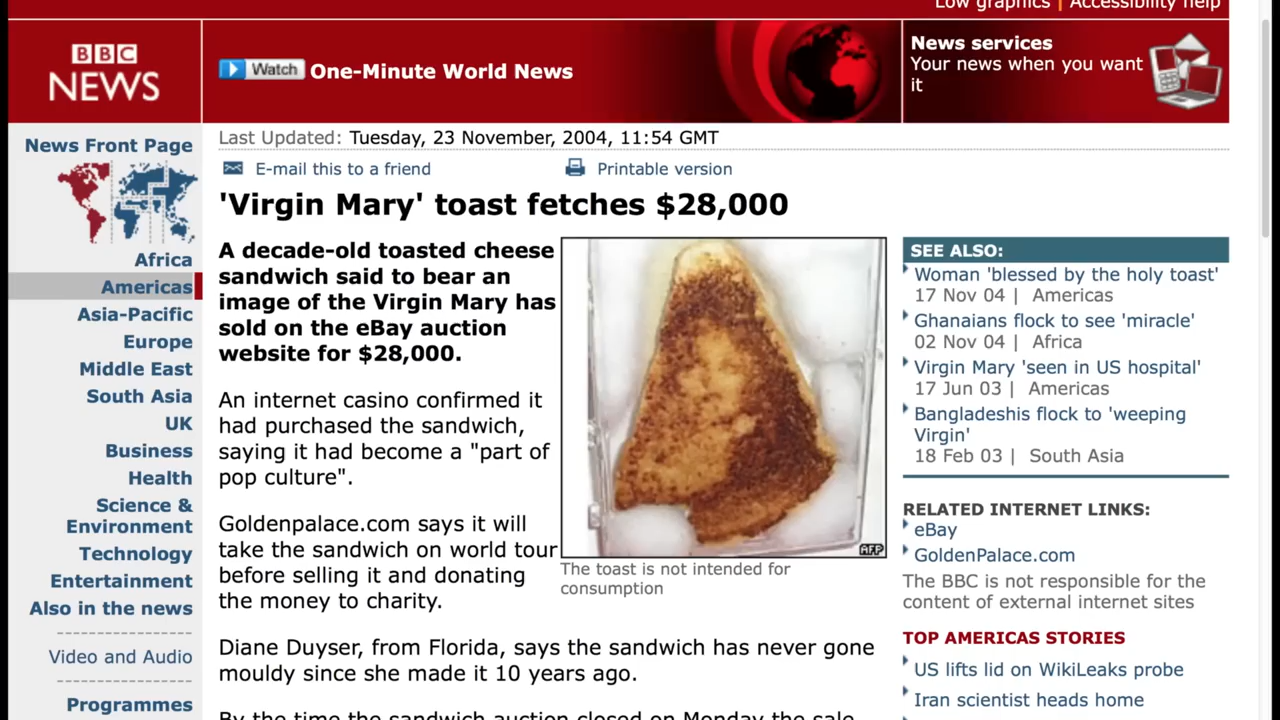 Low graphics | Accessibility help
BBC
NEWS
Watch One-Minute World News
News services
Your news when you want
it
News Front Page
Africa
Americas
Asia-Pacific
Europe
Middle East
South Asia
UK
Business
Health
Science &
Environment
Technology
Entertainment
Also in the news
Video and Audio
Programmes
Last Updated: Tuesday, 23 November, 2004, 11:54 GMT
E-mail this to a friend
Printable version
'Virgin Mary' toast fetches $28,000
A decade-old toasted cheese
sandwich said to bear an
image of the Virgin Mary has
sold on the eBay auction
website for $28,000.
An internet casino confirmed it
had purchased the sandwich,
saying it had become a "part of
pop culture".
Goldenpalace.com says it will
take the sandwich on world tour
before selling it and donating
the money to charity.
AFP
The toast is not intended for
consumption
Diane Duyser, from Florida, says the sandwich has never gone
mouldy since she made it 10 years ago.
By the time the sandwich auction closed on Monday the sale
SEE ALSO:
Woman 'blessed by the holy toast'
17 Nov 04 | Americas
Ghanaians flock to see 'miracle'
02 Nov 04 | Africa
Virgin Mary 'seen in US hospital'
17 Jun 03 | Americas
Bangladeshis flock to 'weeping
Virgin'
18 Feb 03 | South Asia
RELATED INTERNET LINKS:
eBay
GoldenPalace.com
The BBC is not responsible for the
content of external internet sites
TOP AMERICAS STORIES
US lifts lid on WikiLeaks probe
Iran scientist heads home